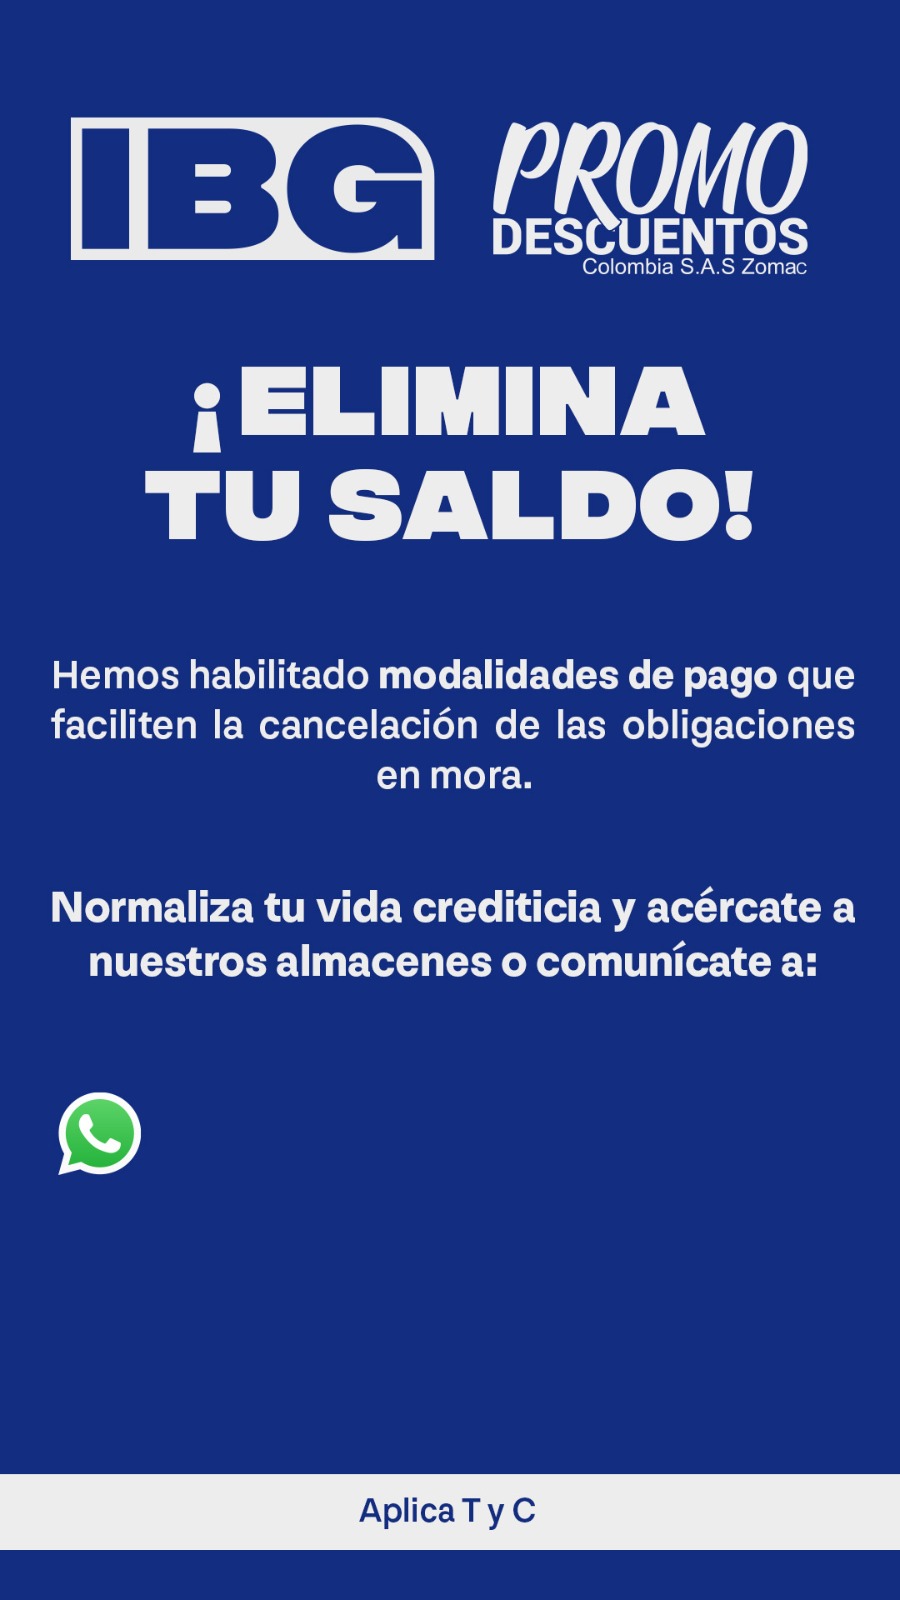 IBG
PROMO
DESCUENTOS
Colombia S.A.S Zomac
¡ELIMINA
TU SALDO!
Hemos habilitado modalidades de pago que
faciliten la cancelación de las obligaciones
en mora.
Normaliza tu vida crediticia y acércate a
nuestros almacenes o comunícate a:
Aplica T y C